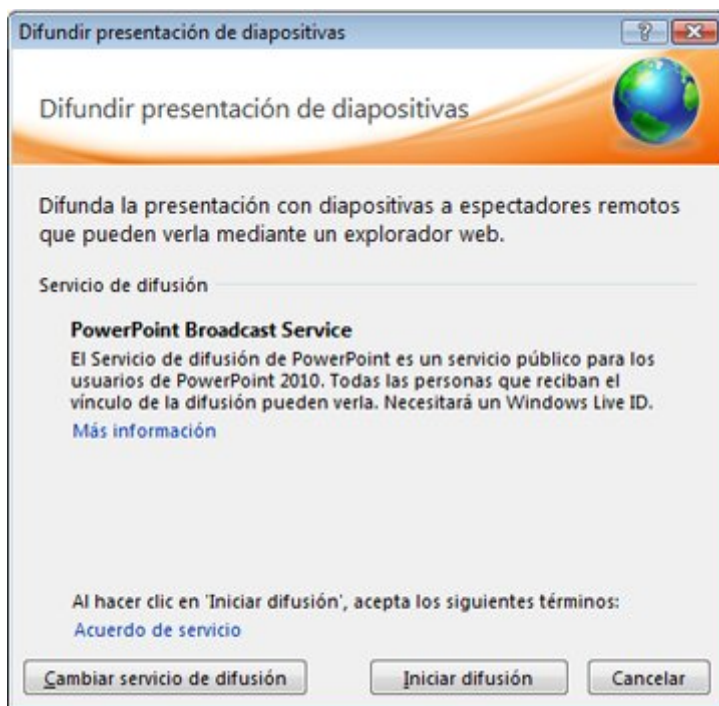 Difundir presentación de diapositivas
Difundir presentación de diapositivas
Difunda la presentación con diapositivas a espectadores remotos
que pueden verla mediante un explorador web.
Servicio de difusión
PowerPoint Broadcast Service
El Servicio de difusión de PowerPoint es un servicio público para los
usuarios de PowerPoint 2010. Todas las personas que reciban el
vínculo de la difusión pueden verla. Necesitará un Windows Live ID.
Más información
Al hacer clic en 'Iniciar difusión', acepta los siguientes términos:
Acuerdo de servicio
Cambiar servicio de difusión Iniciar difusión Cancelar